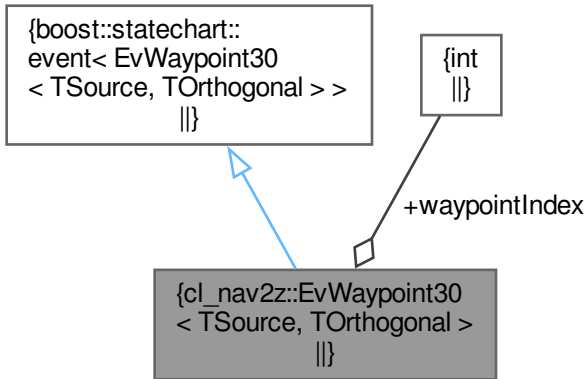 {boost::statechart::
event< EvWaypoint30
< TSource, TOrthogonal > >
||}
{int
||}
+waypointIndex
{cl_nav2z::EvWaypoint30
< TSource, TOrthogonal >
||}